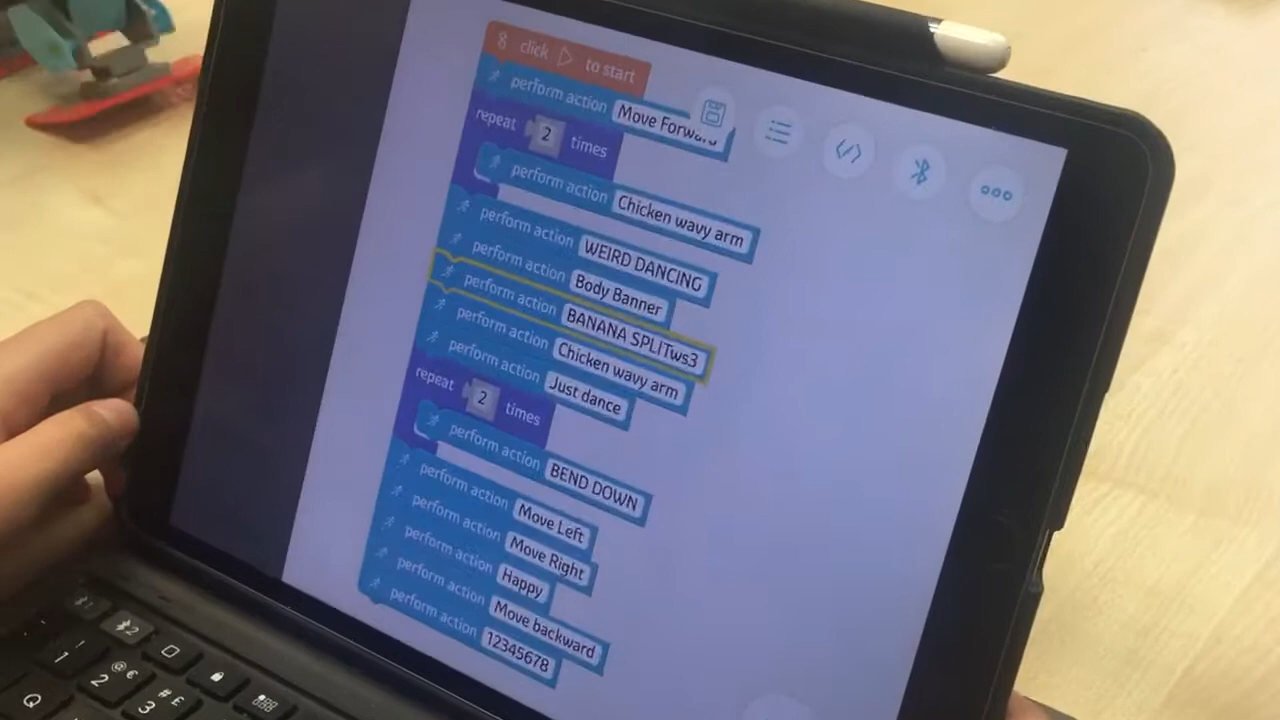 click to start
perform action Move Forward
repeat 2 times
perform action Chicken wavy arm
perform action WEIRD DANCING
perform action Body Banner
perform action BANANA SPLITws3
perform action Chicken wavy arm
perform action Just dance
repeat 2 times
perform action BEND DOWN
perform action Move Left
perform action Move Right
perform action Happy
perform action Move backward
perform action 12345678
1
2 @ €
3 # £
Q